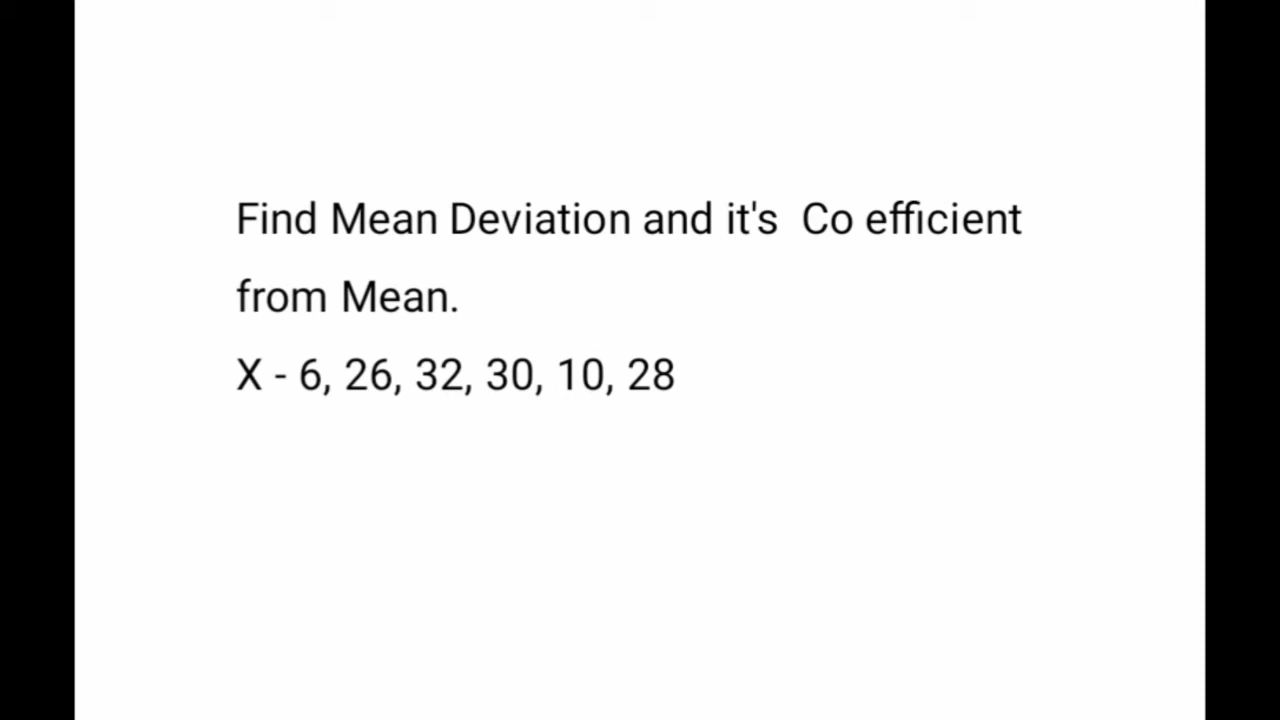 Find Mean Deviation and it's  Co efficient
from Mean.
X - 6, 26, 32, 30, 10, 28